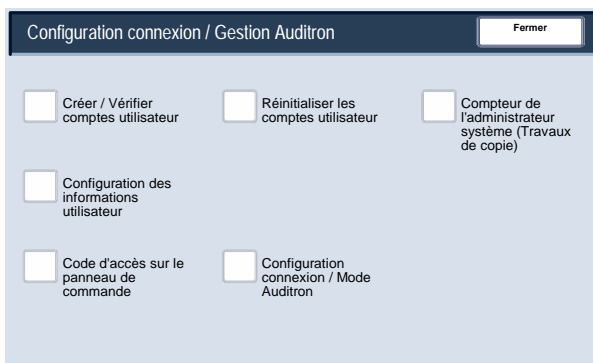 Configuration connexion / Gestion Auditron
Fermer
Créer / Vérifier
comptes utilisateur
Réinitialiser les
comptes utilisateur
Compteur de
l'administrateur
système (Travaux
de copie)
Configuration des
informations
utilisateur
Code d'accès sur le
panneau de
commande
Configuration
connexion / Mode
Auditron